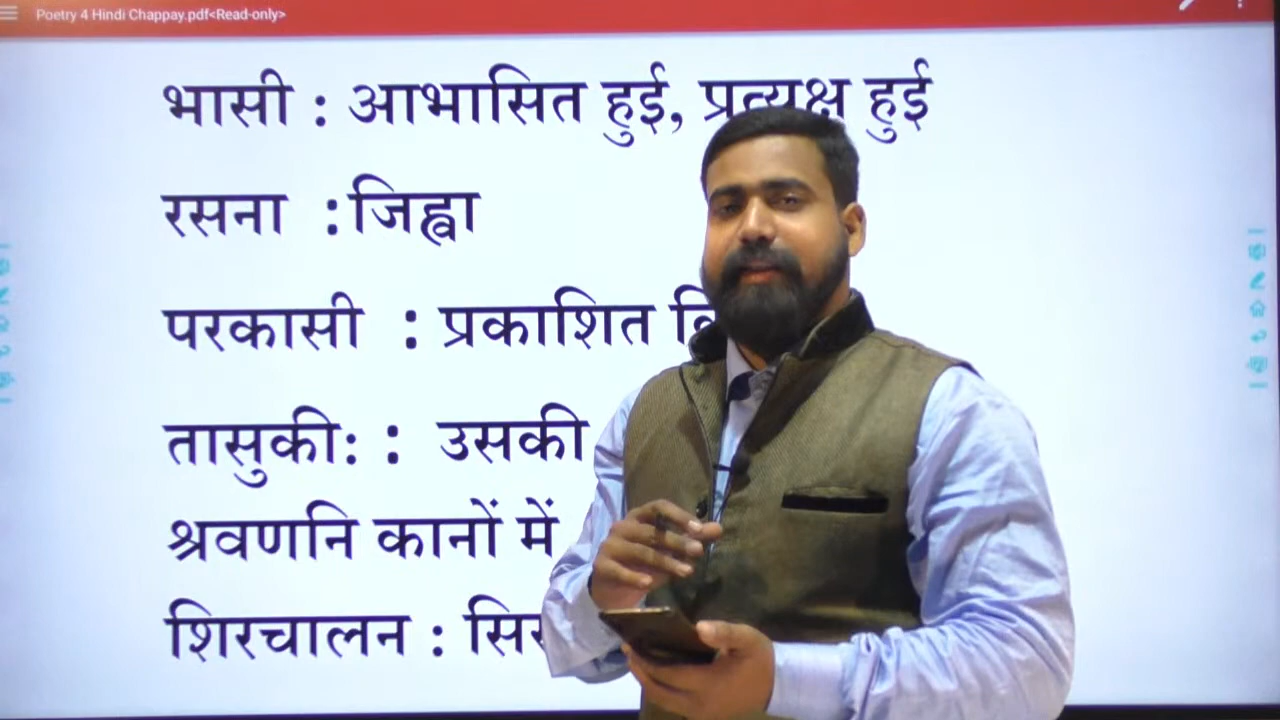 Poetry 4 Hindi Chappay.pdf<Read-only>
भासी : आभासित हुई, प्रत्यक्ष हुई
रसना : जिह्वा
परकासी : प्रकाशित
तासुकीः : उसकी
श्रवणनि कानों में
शिरचालन :